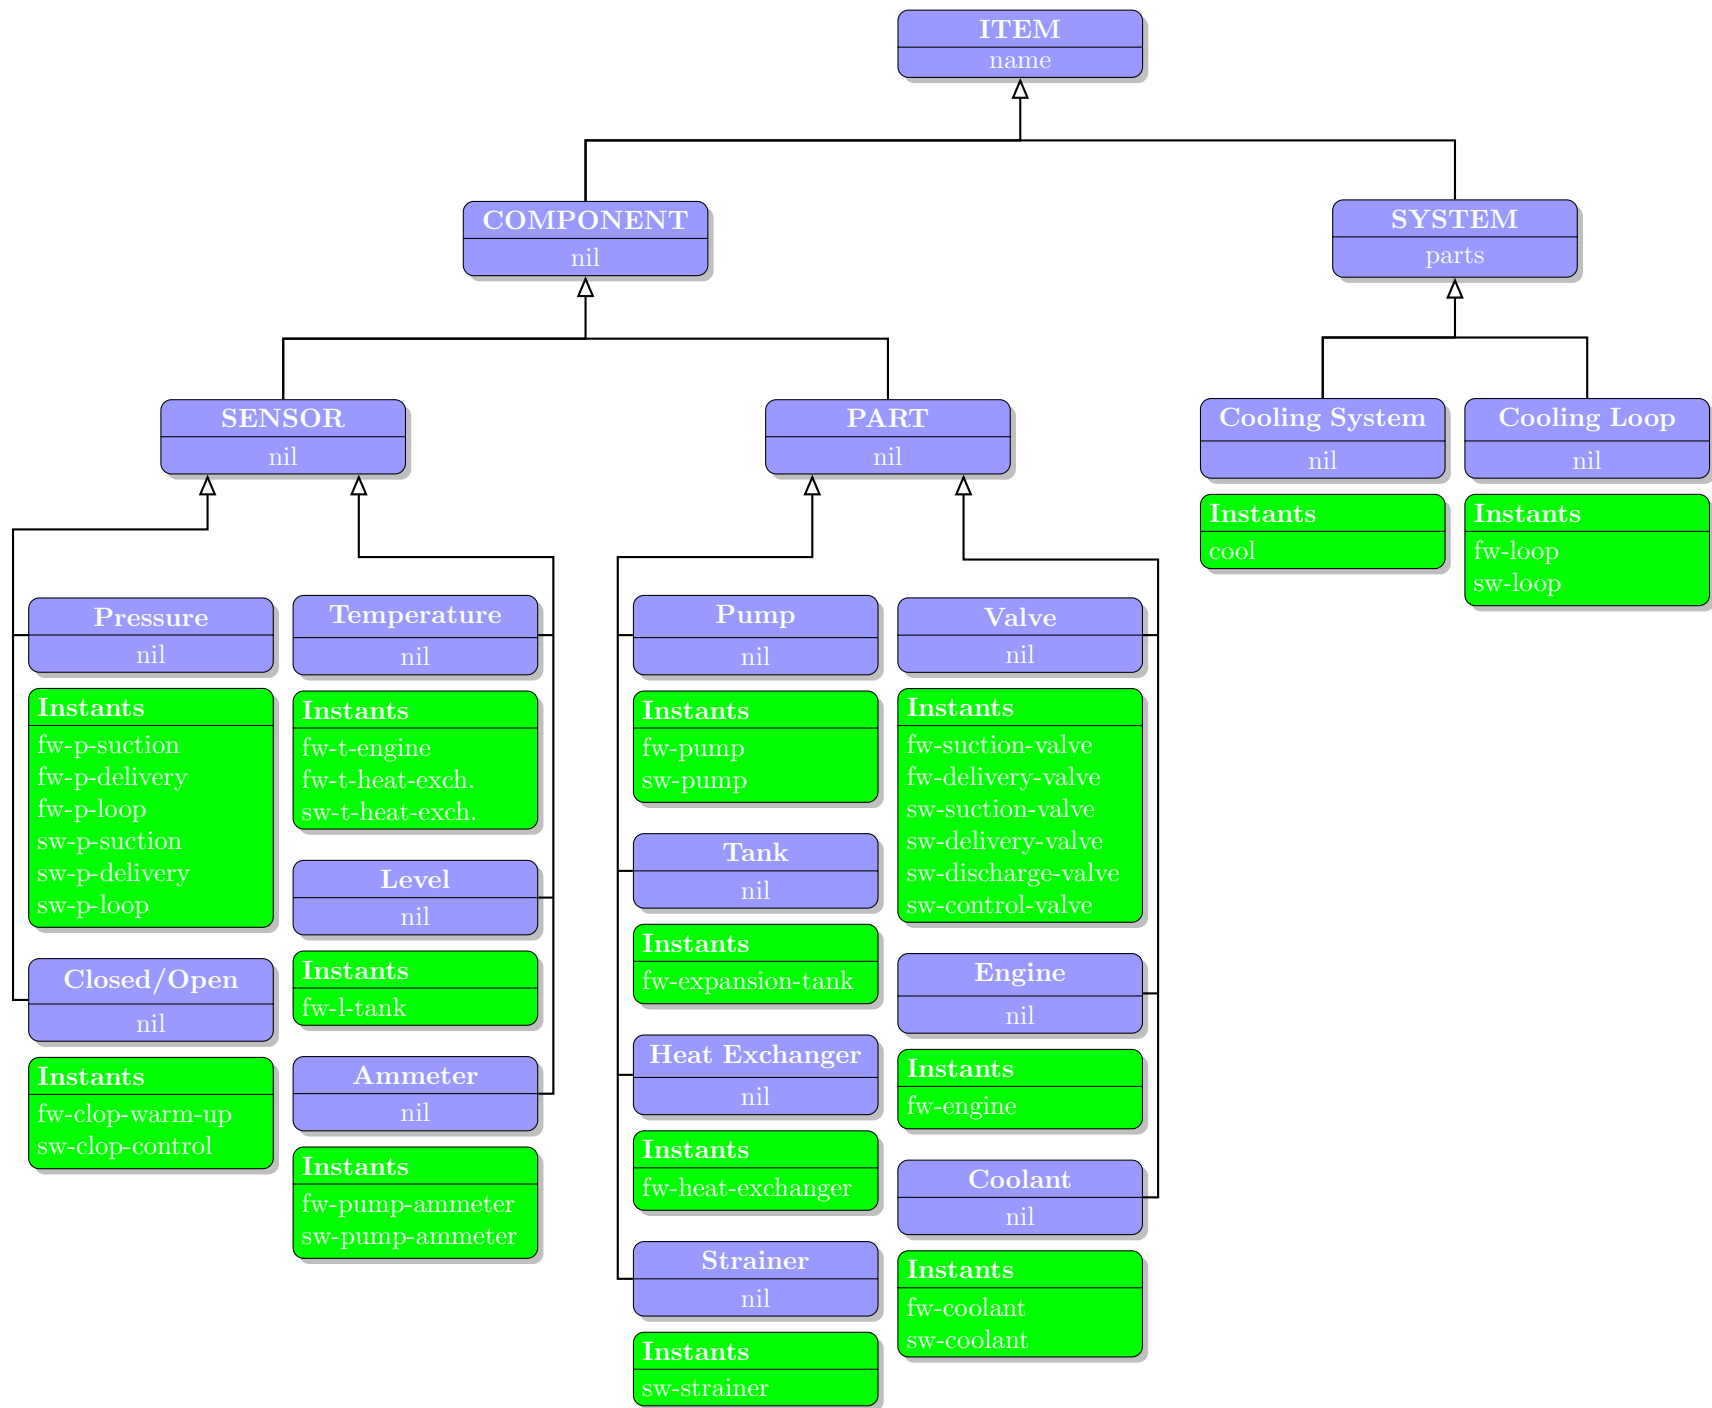 ITEM
name
COMPONENT
nil
SYSTEM
parts
SENSOR
nil
PART
nil
Cooling System
nil
Instants
cool
Cooling Loop
nil
Instants
fw-loop
sw-loop
Pressure
nil
Instants
fw-p-suction
fw-p-delivery
fw-p-loop
sw-p-suction
sw-p-delivery
sw-p-loop
Closed/Open
nil
Instants
fw-clop-warm-up
sw-clop-control
Temperature
nil
Instants
fw-t-engine
fw-t-heat-exch.
sw-t-heat-exch.
Level
nil
Instants
fw-l-tank
Ammeter
nil
Instants
fw-pump-ammeter
sw-pump-ammeter
Pump
nil
Instants
fw-pump
sw-pump
Tank
nil
Instants
fw-expansion-tank
Heat Exchanger
nil
Instants
fw-heat-exchanger
Strainer
nil
Instants
sw-strainer
Valve
nil
Instants
fw-suction-valve
fw-delivery-valve
sw-suction-valve
sw-delivery-valve
sw-discharge-valve
sw-control-valve
Engine
nil
Instants
fw-engine
Coolant
nil
Instants
fw-coolant
sw-coolant